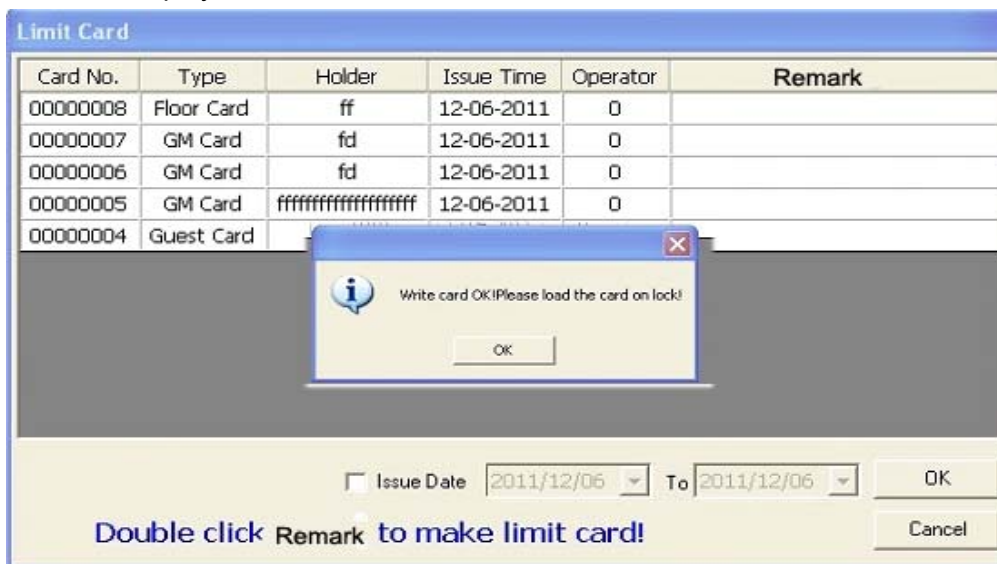 Limit Card
Card No. Type Holder Issue Time Operator Remark
00000008 Floor Card ff 12-06-2011 0
00000007 GM Card fd 12-06-2011 0
00000006 GM Card fd 12-06-2011 0
00000005 GM Card ffffffffffffffffffff 12-06-2011 0
00000004 Guest Card
Write card OK!Please load the card on lock!
OK
Issue Date 2011/12/06 To 2011/12/06 OK
Double click Remark to make limit card! Cancel